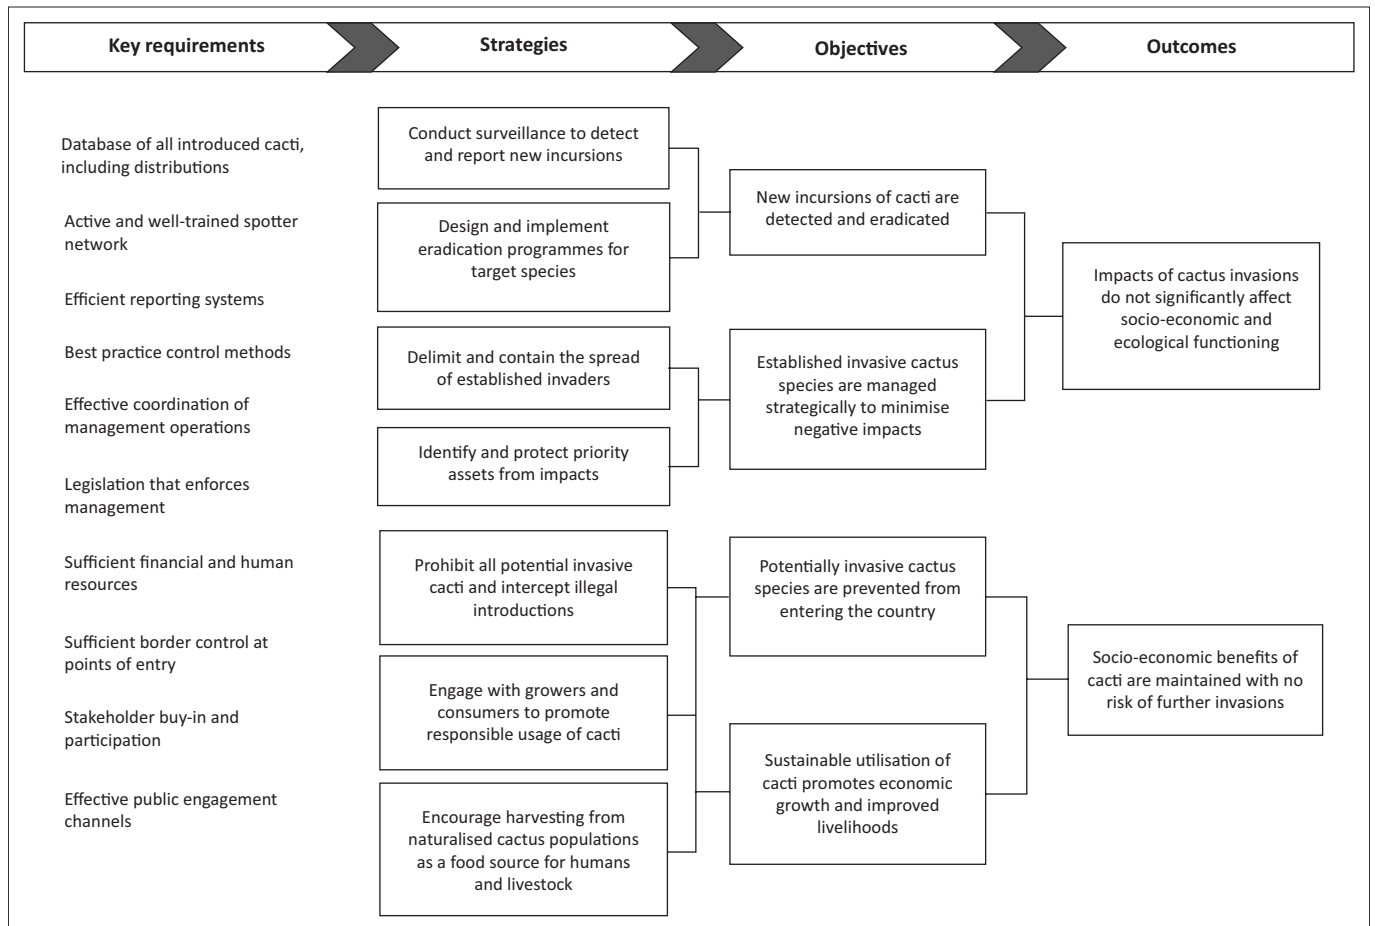 Key requirements
Strategies
Objectives
Outcomes
Database of all introduced cacti,
including distributions
Active and well-trained spotter
network
Efficient reporting systems
Best practice control methods
Effective coordination of
management operations
Legislation that enforces
management
Sufficient financial and human
resources
Sufficient border control at
points of entry
Stakeholder buy-in and
participation
Effective public engagement
channels
Conduct surveillance to detect
and report new incursions
Design and implement
eradication programmes for
target species
Delimit and contain the spread
of established invaders
Identify and protect priority
assets from impacts
Prohibit all potential invasive
cacti and intercept illegal
introductions
Engage with growers and
consumers to promote
responsible usage of cacti
Encourage harvesting from
naturalised cactus populations
as a food source for humans
and livestock
New incursions of cacti are
detected and eradicated
Established invasive cactus
species are managed
strategically to minimise
negative impacts
Potentially invasive cactus
species are prevented from
entering the country
Sustainable utilisation of
cacti promotes economic
growth and improved
livelihoods
Impacts of cactus invasions
do not significantly affect
socio-economic and
ecological functioning
Socio-economic benefits of
cacti are maintained with no
risk of further invasions